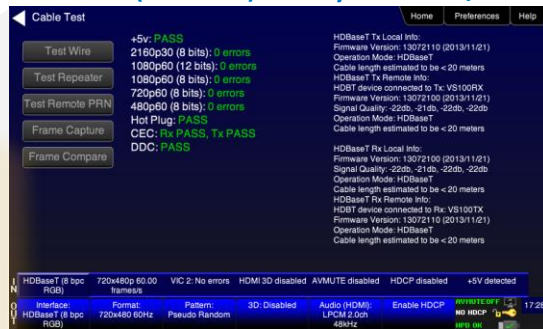 Cable Test
Home
Preferences
Help
Test Wire
Test Repeater
Test Remote PRN
Frame Capture
Frame Compare
+5v: PASS
2160p30 (8 bits): 0 errors
1080p60 (12 bits): 0 errors
1080p60 (8 bits): 0 errors
720p60 (8 bits): 0 errors
480p60 (8 bits): 0 errors
Hot Plug: PASS
CEC: Rx PASS, Tx PASS
DDC: PASS
HDBaseT Tx Local Info:
Firmware Version: 13072110 (2013/11/21)
Operation Mode: HDBaseT
Cable length estimated to be < 20 meters
HDBaseT Tx Remote Info:
HDBT device connected to Tx: VS100RX
Firmware Version: 13072110 (2013/11/21)
Signal Quality: -22db, -21db, -22db, -22db
Operation Mode: HDBaseT
Cable length estimated to be < 20 meters
HDBaseT Rx Local Info:
Firmware Version: 13072100 (2013/11/21)
Signal Quality: -22db, -22db, -22db, -22db
Operation Mode: HDBaseT
Cable length estimated to be < 20 meters
HDBaseT Rx Remote Info:
HDBT device connected to Rx: VS100TX
Firmware Version: 13072110 (2013/11/21)
Operation Mode: HDBaseT
Cable length estimated to be < 20 meters
IN
HDBaseT (8 bpc
RGB)
720x480p 60.00
frames/s
VIC 2: No errors
HDMI 3D disabled
AVMUTE disabled
HDCP disabled
+5V detected
OUT
Interface:
HDBaseT (8 bpc
RGB)
Format:
720x480 60Hz
Pattern:
Pseudo Random
3D: Disabled
Audio (HDMI):
LPCM 2.0ch
48kHz
Enable HDCP
AVMUTE OFF
NO HDCP
HPD OK
17:28